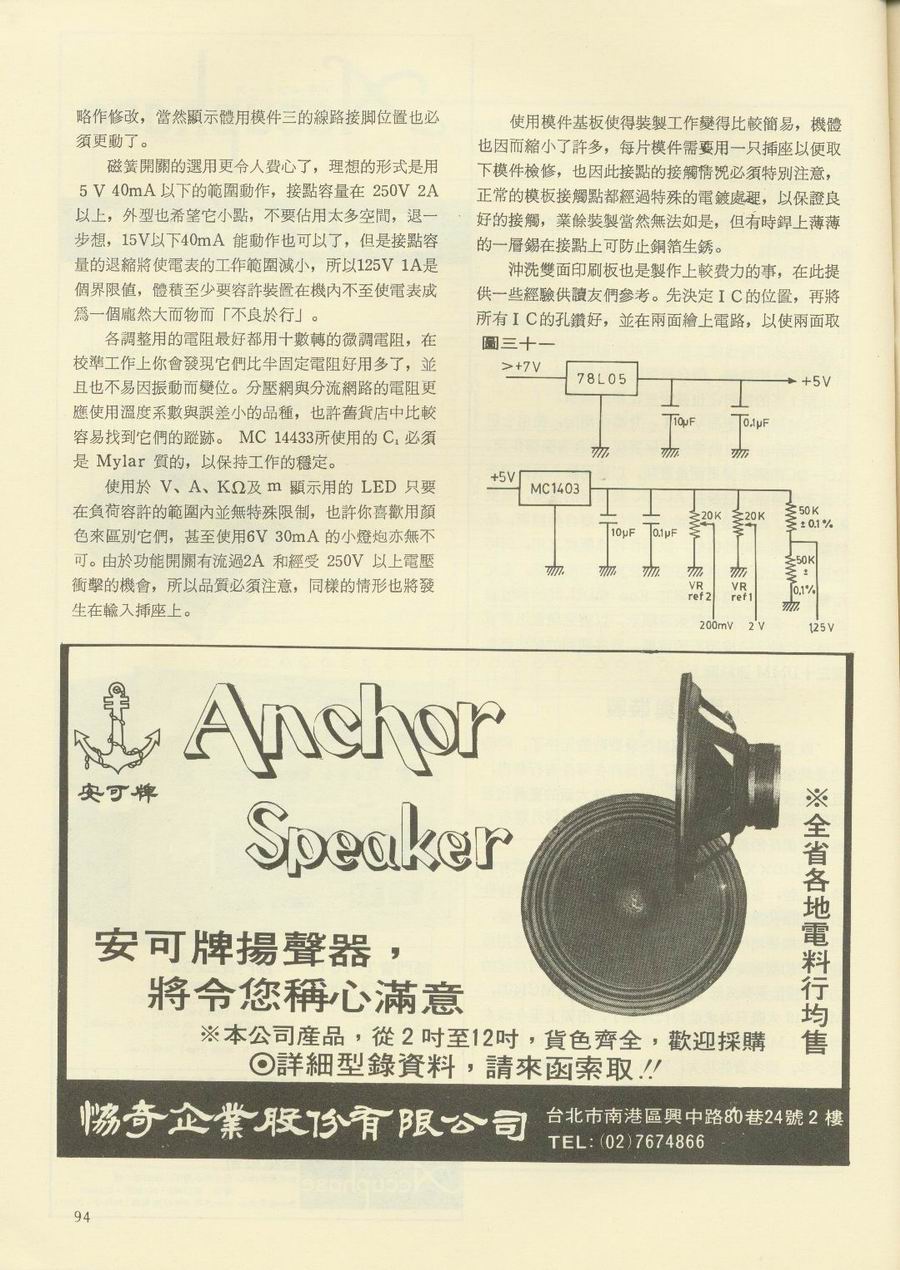 略作修改，當然顯示體用模件三的線路接脚位置也必
須更動了。
磁簧開關的選用更令人費心了，理想的形式是用
5 V 40mA 以下的範圍動作，接點容量在 250V 2A
以上，外型也希望它小點，不要佔用太多空間，退一
步想，15V以下40mA 能動作也可以了，但是接點容
量的退縮將使電表的工作範圍減小，所以125V 1A是
個界限値，體積至少要容許裝置在機內不至使電表成
爲一個龐然大而物而「不良於行」。
各調整用的電阻最好都用十數轉的微調電阻，在
校準工作上你會發現它們比半固定電阻好用多了，並
且也不易因振動而變位。分壓網與分流網路的電阻更
應使用溫度系數與誤差小的品種，也許舊貨店中比較
容易找到它們的蹤跡。 MC 14433所使用的 C₁ 必須
是 Mylar 質的，以保持工作的穩定。
使用於 V、A、KΩ及 m 顯示用的 LED 只要
在負荷容許的範圍內並無特殊限制，也許你喜歡用顏
色來區別它們，甚至使用6V 30mA 的小燈炮亦無不
可。由於功能開關有流過2A 和經受 250V 以上電壓
衝擊的機會，所以品質必須注意，同樣的情形也將發
生在輸入揷座上。
使用模件基板使得裝製工作變得比較簡易，機體
也因而縮小了許多，每片模件需要用一只揷座以便取
下模件檢修，也因此接點的接觸情況必須特別注意，
正常的模板接觸點都經過特殊的電鍍處理，以保證良
好的接觸，業餘裝製當然無法如是，但有時銲上薄薄
的一層錫在接點上可防止銅箔生銹。
沖洗雙面印刷板也是製作上較費力的事，在此提
供一些經驗供讀友們參考。先決定ＩＣ的位置，再將
所有ＩＣ的孔鑽好，並在兩面繪上電路，以使兩面取
圖三十一
>+7V
78L05
+5V
10µF
0.1µF
+5V
MC1403
10µF
0.1µF
20K
20K
50K
±0.1%
50K
±
0.1%
VR
ref2
VR
ref1
200mV
2 V
1.25 V
安可牌
Anchor
Speaker
※全省各地電料行均售
安可牌揚聲器，
將令您稱心滿意
※本公司產品，從２吋至12吋，貨色齊全，歡迎採購
⊙詳細型錄資料，請來函索取！！
協奇企業股份有限公司
台北市南港區興中路80巷24號２樓
TEL:(02)7674866
94